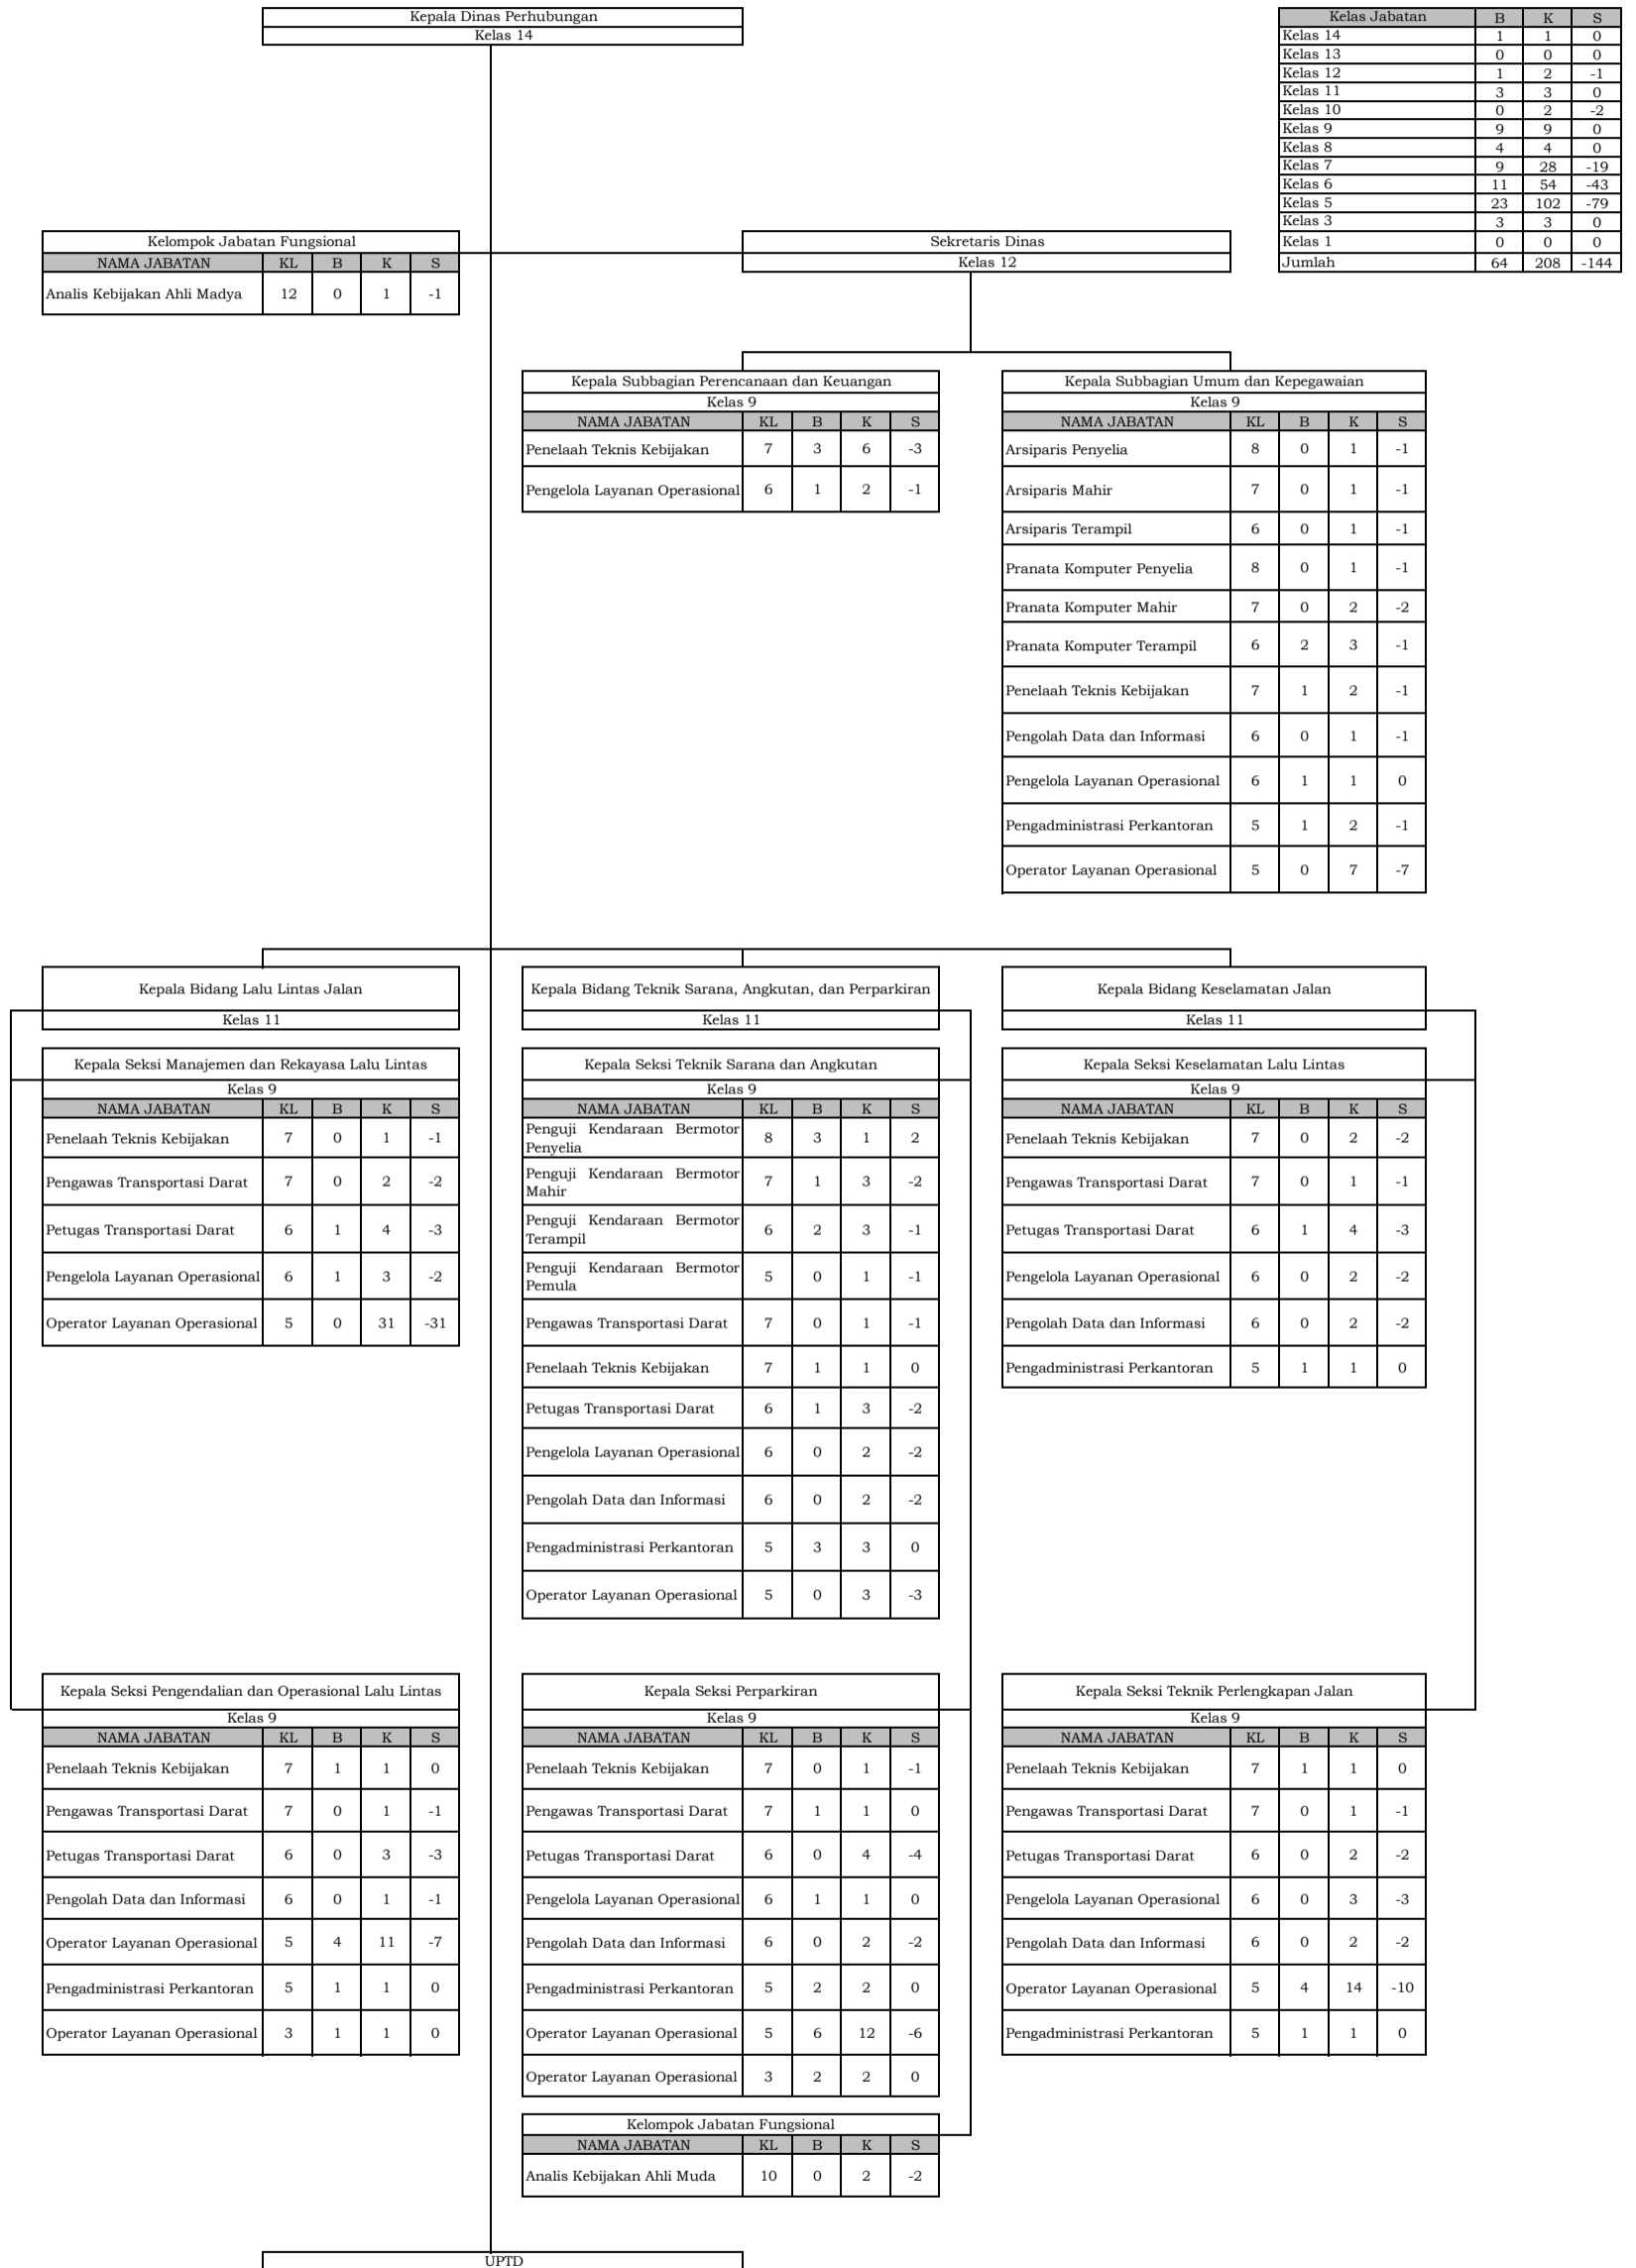 Kepala Dinas Perhubungan
Kelas 14
Kelas Jabatan B K S
Kelas 14 1 1 0
Kelas 13 0 0 0
Kelas 12 1 2 -1
Kelas 11 3 3 0
Kelas 10 0 2 -2
Kelas 9 9 9 0
Kelas 8 4 4 0
Kelas 7 9 28 -19
Kelas 6 11 54 -43
Kelas 5 23 102 -79
Kelas 3 3 3 0
Kelas 1 0 0 0
Jumlah 64 208 -144
Kelompok Jabatan Fungsional
NAMA JABATAN KL B K S
Analis Kebijakan Ahli Madya 12 0 1 -1
Sekretaris Dinas
Kelas 12
Kepala Subbagian Perencanaan dan Keuangan
Kelas 9
NAMA JABATAN KL B K S
Penelaah Teknis Kebijakan 7 3 6 -3
Pengelola Layanan Operasional 6 1 2 -1
Kepala Subbagian Umum dan Kepegawaian
Kelas 9
NAMA JABATAN KL B K S
Arsiparis Penyelia 8 0 1 -1
Arsiparis Mahir 7 0 1 -1
Arsiparis Terampil 6 0 1 -1
Pranata Komputer Penyelia 8 0 1 -1
Pranata Komputer Mahir 7 0 2 -2
Pranata Komputer Terampil 6 2 3 -1
Penelaah Teknis Kebijakan 7 1 2 -1
Pengolah Data dan Informasi 6 0 1 -1
Pengelola Layanan Operasional 6 1 1 0
Pengadministrasi Perkantoran 5 1 2 -1
Operator Layanan Operasional 5 0 7 -7
Kepala Bidang Lalu Lintas Jalan
Kelas 11
Kepala Seksi Manajemen dan Rekayasa Lalu Lintas
Kelas 9
NAMA JABATAN KL B K S
Penelaah Teknis Kebijakan 7 0 1 -1
Pengawas Transportasi Darat 7 0 2 -2
Petugas Transportasi Darat 6 1 4 -3
Pengelola Layanan Operasional 6 1 3 -2
Operator Layanan Operasional 5 0 31 -31
Kepala Bidang Teknik Sarana, Angkutan, dan Perparkiran
Kelas 11
Kepala Seksi Teknik Sarana dan Angkutan
Kelas 9
NAMA JABATAN KL B K S
Penguji Kendaraan Bermotor
Penyelia 8 3 1 2
Penguji Kendaraan Bermotor
Mahir 7 1 3 -2
Penguji Kendaraan Bermotor
Terampil 6 2 3 -1
Penguji Kendaraan Bermotor
Pemula 5 0 1 -1
Pengawas Transportasi Darat 7 0 1 -1
Penelaah Teknis Kebijakan 7 1 1 0
Petugas Transportasi Darat 6 1 3 -2
Pengelola Layanan Operasional 6 0 2 -2
Pengolah Data dan Informasi 6 0 2 -2
Pengadministrasi Perkantoran 5 3 3 0
Operator Layanan Operasional 5 0 3 -3
Kepala Bidang Keselamatan Jalan
Kelas 11
Kepala Seksi Keselamatan Lalu Lintas
Kelas 9
NAMA JABATAN KL B K S
Penelaah Teknis Kebijakan 7 0 2 -2
Pengawas Transportasi Darat 7 0 1 -1
Petugas Transportasi Darat 6 1 4 -3
Pengelola Layanan Operasional 6 0 2 -2
Pengolah Data dan Informasi 6 0 2 -2
Pengadministrasi Perkantoran 5 1 1 0
Kepala Seksi Pengendalian dan Operasional Lalu Lintas
Kelas 9
NAMA JABATAN KL B K S
Penelaah Teknis Kebijakan 7 1 1 0
Pengawas Transportasi Darat 7 0 1 -1
Petugas Transportasi Darat 6 0 3 -3
Pengolah Data dan Informasi 6 0 1 -1
Operator Layanan Operasional 5 4 11 -7
Pengadministrasi Perkantoran 5 1 1 0
Operator Layanan Operasional 3 1 1 0
Kepala Seksi Perparkiran
Kelas 9
NAMA JABATAN KL B K S
Penelaah Teknis Kebijakan 7 0 1 -1
Pengawas Transportasi Darat 7 1 1 0
Petugas Transportasi Darat 6 0 4 -4
Pengelola Layanan Operasional 6 1 1 0
Pengolah Data dan Informasi 6 0 2 -2
Pengadministrasi Perkantoran 5 2 2 0
Operator Layanan Operasional 5 6 12 -6
Operator Layanan Operasional 3 2 2 0
Kepala Seksi Teknik Perlengkapan Jalan
Kelas 9
NAMA JABATAN KL B K S
Penelaah Teknis Kebijakan 7 1 1 0
Pengawas Transportasi Darat 7 0 1 -1
Petugas Transportasi Darat 6 0 2 -2
Pengelola Layanan Operasional 6 0 3 -3
Pengolah Data dan Informasi 6 0 2 -2
Operator Layanan Operasional 5 4 14 -10
Pengadministrasi Perkantoran 5 1 1 0
Kelompok Jabatan Fungsional
NAMA JABATAN KL B K S
Analis Kebijakan Ahli Muda 10 0 2 -2
UPTD